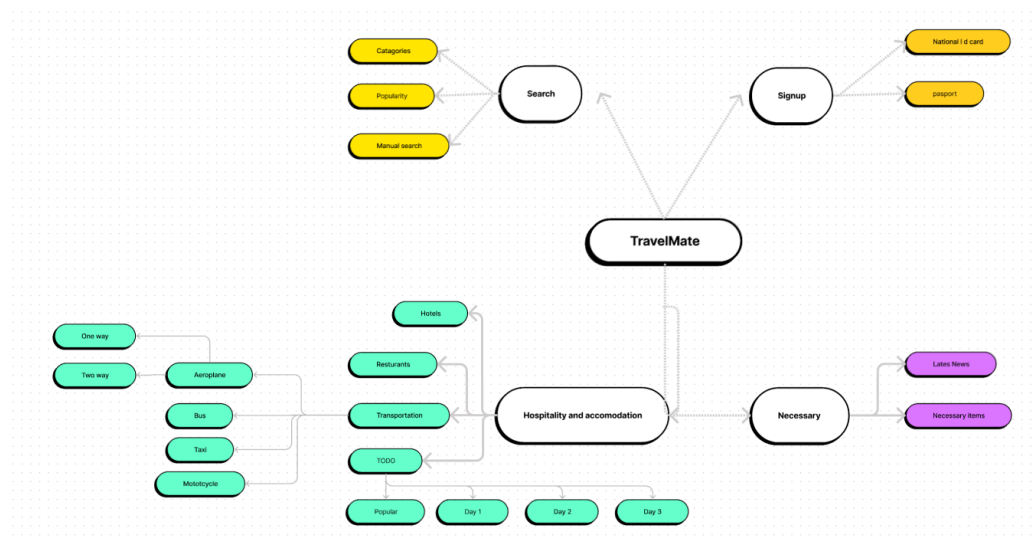 Catagories
Search
Popularity
Manual search
Signup
National I d card
pasport
TravelMate
Hotels
Resturants
Transportation
TODO
One way
Two way
Aeroplane
Bus
Taxi
Mototcycle
Popular
Day 1
Day 2
Day 3
Hospitality and accomodation
Necessary
Lates News
Necessary items